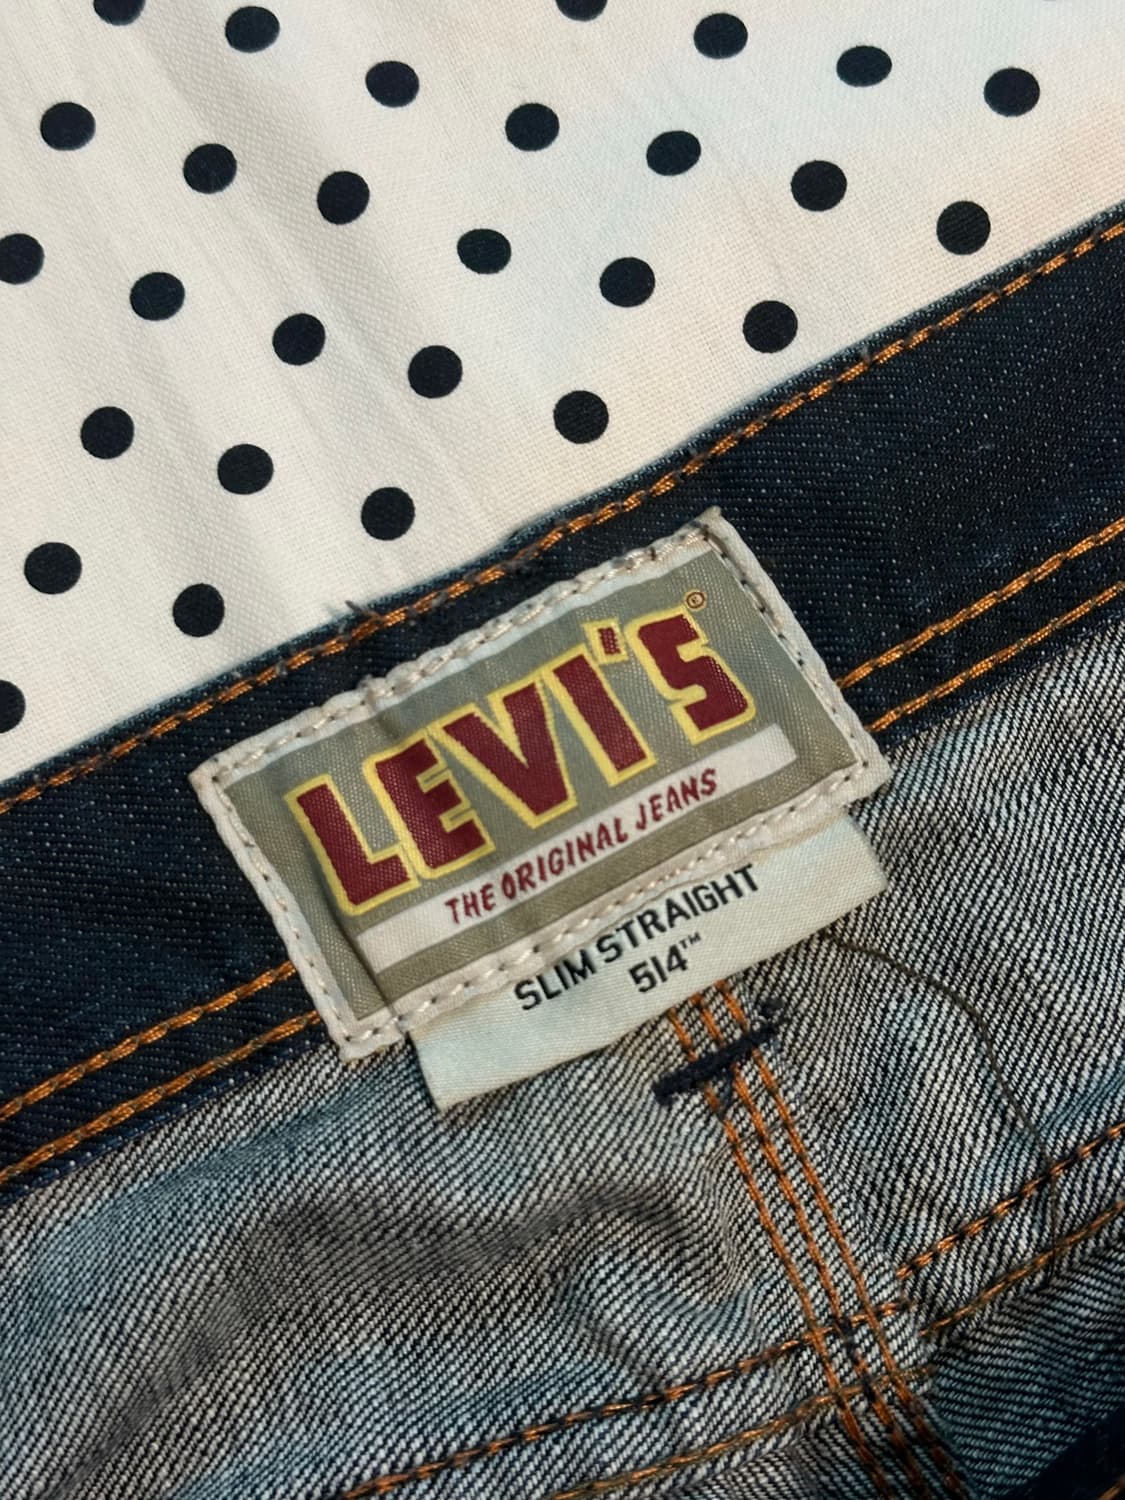 LEVI'S®
THE ORIGINAL JEANS
SLIM STRAIGHT
514™